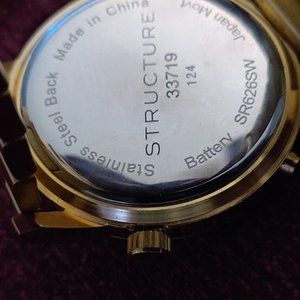 Stainless Steel Back Made in China
Japan Movt
STRUCTURE
33719
124
Battery SR626SW